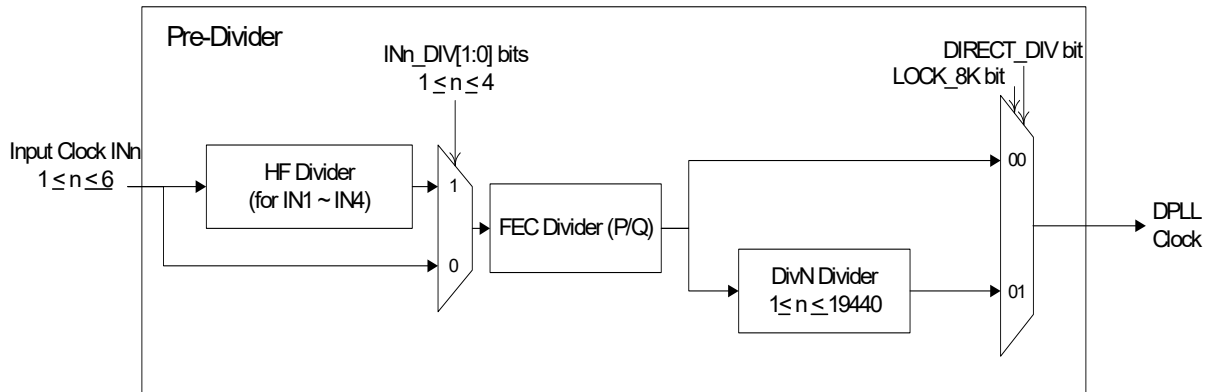 Pre-Divider
INn_DIV[1:0] bits
1 ≤ n ≤ 4
DIRECT_DIV bit
LOCK_8K bit
Input Clock INn
1 ≤ n ≤ 6
HF Divider
(for IN1 ~ IN4)
1
0
FEC Divider (P/Q)
00
DivN Divider
1 ≤ n ≤ 19440
01
DPLL
Clock